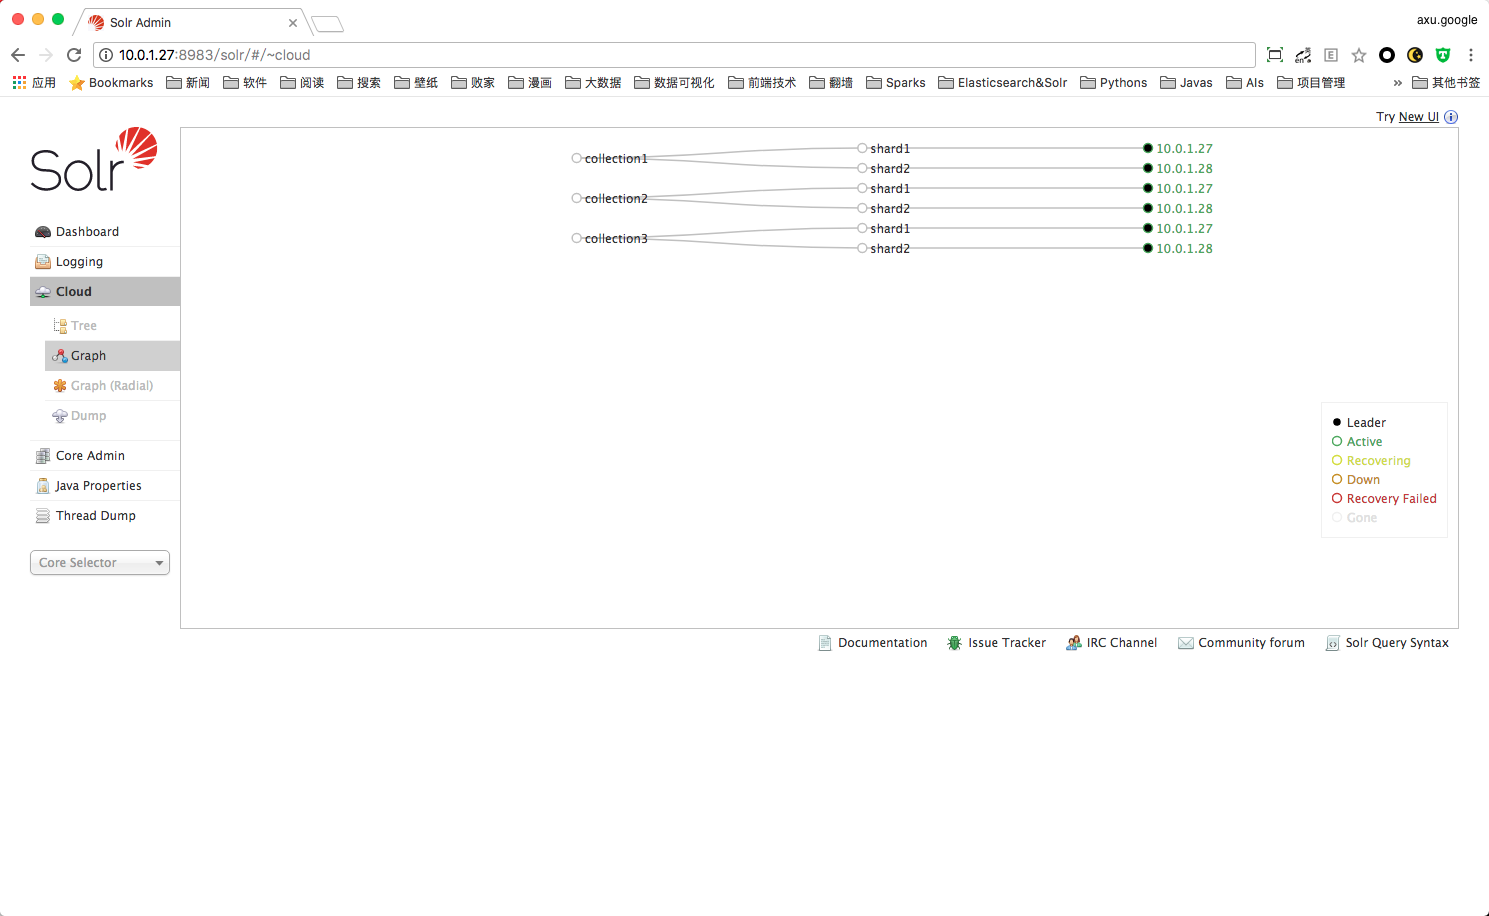 Solr Admin
axu.google
10.0.1.27:8983/solr/#/~cloud
应用 Bookmarks 新闻 软件 阅读 搜索 壁纸 败家 漫画 大数据 数据可视化 前端技术 翻墙 Sparks Elasticsearch&Solr Pythons Javas AIs 项目管理 » 其他书签
Try New UI
Solr
Dashboard
Logging
Cloud
Tree
Graph
Graph (Radial)
Dump
Core Admin
Java Properties
Thread Dump
Core Selector
collection1
shard1 10.0.1.27
shard2 10.0.1.28
collection2
shard1 10.0.1.27
shard2 10.0.1.28
collection3
shard1 10.0.1.27
shard2 10.0.1.28
Leader
Active
Recovering
Down
Recovery Failed
Gone
Documentation Issue Tracker IRC Channel Community forum Solr Query Syntax